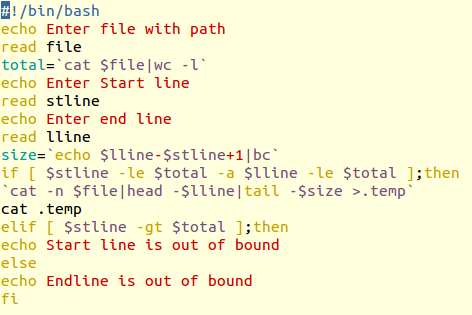 #!/bin/bash
echo Enter file with path
read file
total=`cat $file|wc -l`
echo Enter Start line
read stline
echo Enter end line
read lline
size=`echo $lline-$stline+1|bc`
if [ $stline -le $total -a $lline -le $total ];then
`cat -n $file|head -$lline|tail -$size >.temp`
cat .temp
elif [ $stline -gt $total ];then
echo Start line is out of bound
else
echo Endline is out of bound
fi